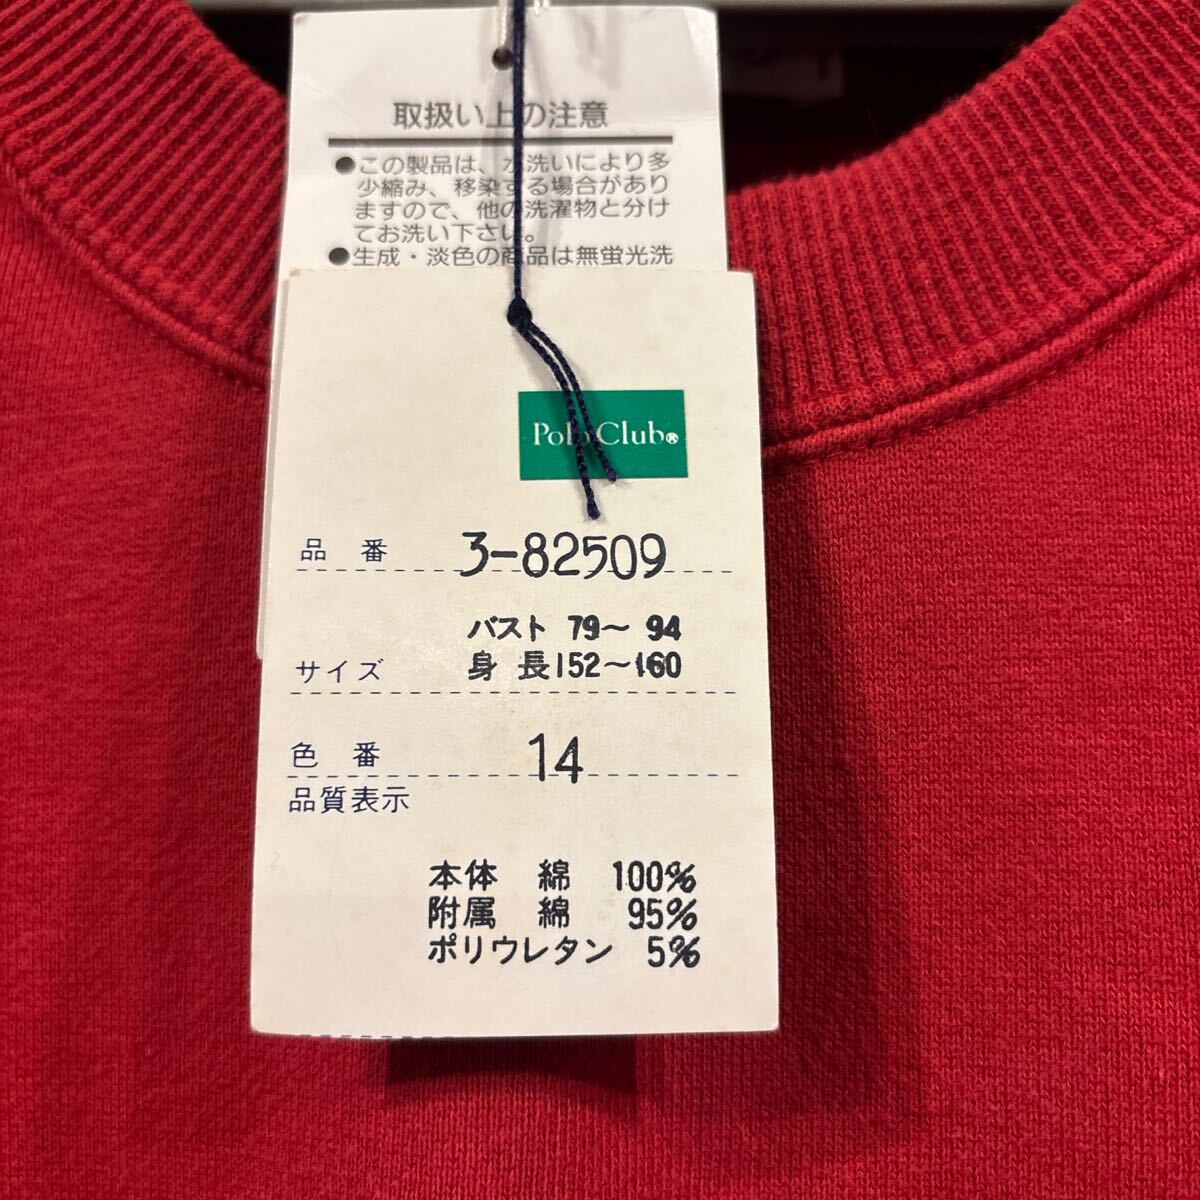 取扱い上の注意
●この製品は、水洗いにより多
少縮み、移染する場合があり
ますので、他の洗濯物と分け
てお洗い下さい。
●生成・淡色の商品は無蛍光洗
Polo Club®
品 番 3-82509
バスト 79～ 94
サイズ 身 長152～160
色 番 14
品質表示
本体 綿 100%
附属 綿 95%
ポリウレタン 5%